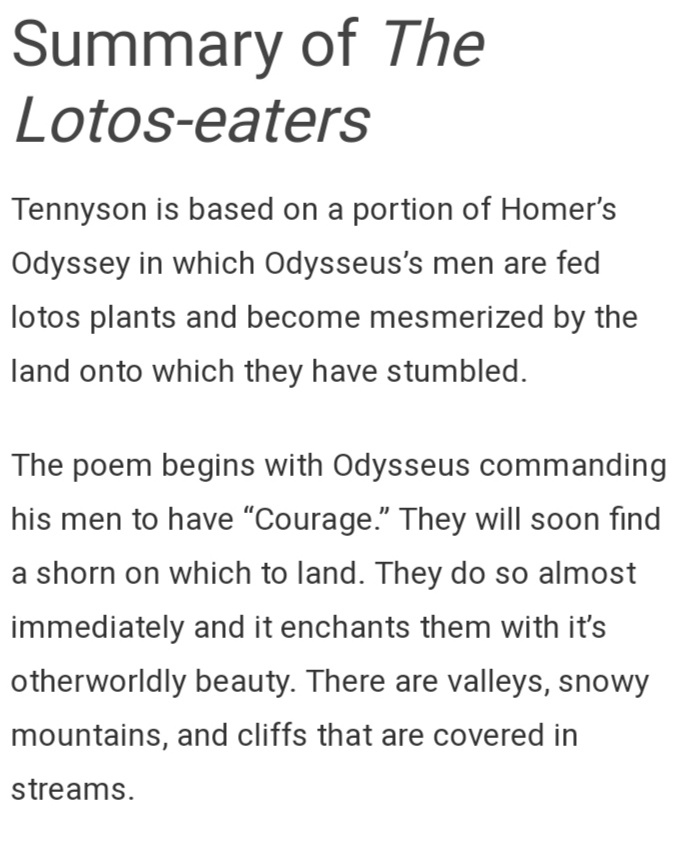 Summary of The
Lotos-eaters
Tennyson is based on a portion of Homer’s
Odyssey in which Odysseus’s men are fed
lotos plants and become mesmerized by the
land onto which they have stumbled.
The poem begins with Odysseus commanding
his men to have “Courage.” They will soon find
a shorn on which to land. They do so almost
immediately and it enchants them with it’s
otherworldly beauty. There are valleys, snowy
mountains, and cliffs that are covered in
streams.